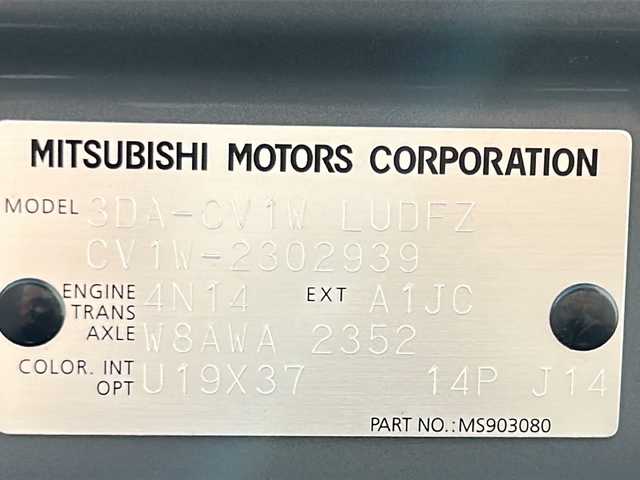 MITSUBISHI MOTORS CORPORATION
MODEL 3DA-CV1W LUDFZ
CV1W-2302939
ENGINE 4N14 EXT A1JC
TRANS
AXLE W8AWA 2352
COLOR. INT U19X37 14P J14
OPT
PART NO.:MS903080